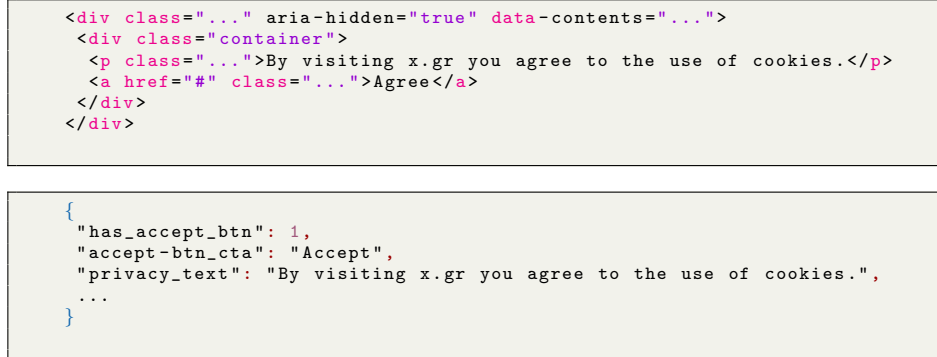 <div class="..." aria-hidden="true" data-contents="...">
<div class="container">
<p class="...">By visiting x.gr you agree to the use of cookies.</p>
<a href="#" class="...">Agree</a>
</div>
</div>
{
"has_accept_btn": 1,
"accept-btn_cta": "Accept",
"privacy_text": "By visiting x.gr you agree to the use of cookies.",
...
}